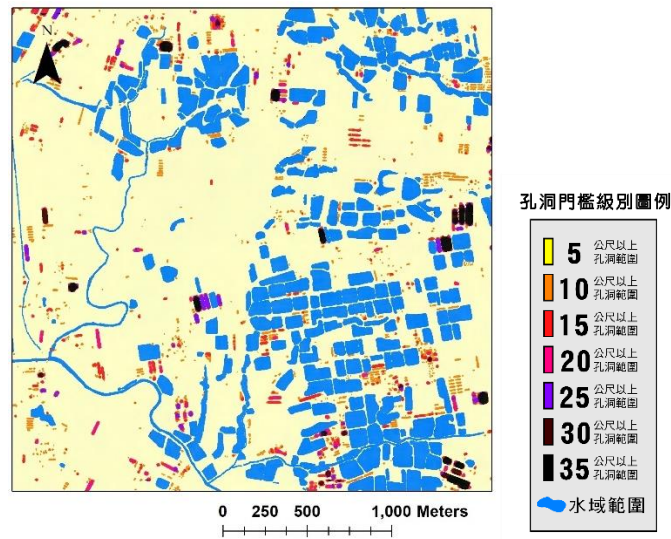 N
孔洞門檻級別圖例
5 公尺以上
孔洞範圍
10 公尺以上
孔洞範圍
15 公尺以上
孔洞範圍
20 公尺以上
孔洞範圍
25 公尺以上
孔洞範圍
30 公尺以上
孔洞範圍
35 公尺以上
孔洞範圍
水域範圍
0 250 500 1,000 Meters